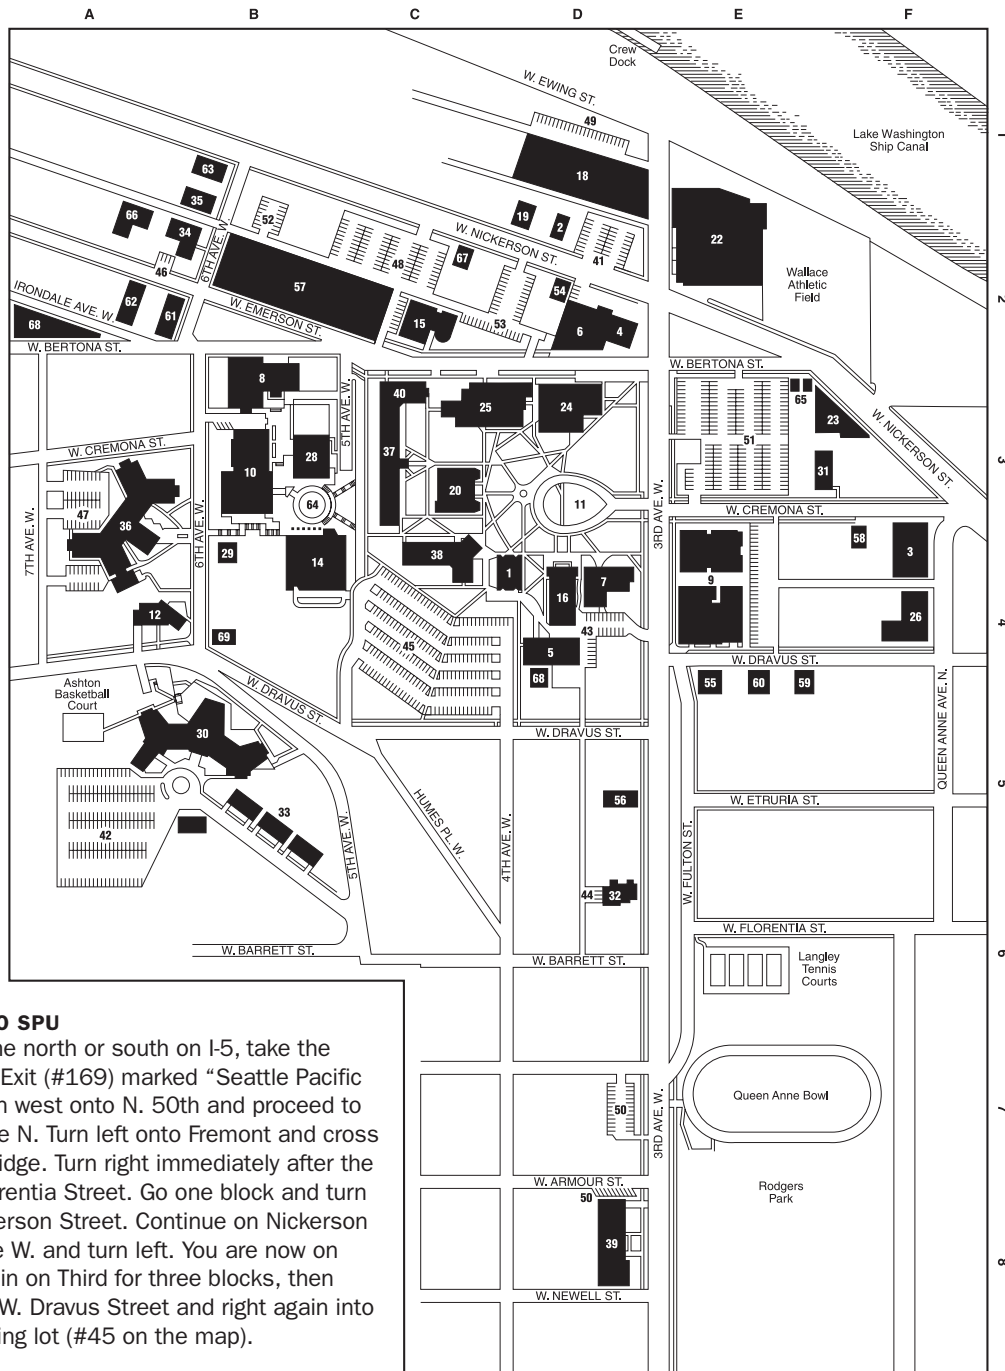 A B C D E F
Crew
Dock
W. EWING ST.
49
1
Lake Washington
Ship Canal
18
63
35
66
34
52
19
2
W. NICKERSON ST.
41
22
6TH AVE. W.
46
48
67
Wallace
Athletic
Field
57
54
2
IRONDALE AVE. W.
62
61
W. EMERSON ST.
15
53
6
4
68
W. BERTONA ST.
W. BERTONA ST.
8
40
25
24
65
5TH AVE. W.
23
W. NICKERSON ST.
W. CREMONA ST.
51
3
10
28
37
31
20
47
64
11
3RD AVE. W.
W. CREMONA ST.
36
7TH AVE. W.
6TH AVE. W.
29
14
38
58
3
1
7
9
16
12
69
45
43
26
4
5
68
W. DRAVUS ST.
Ashton
Basketball
Court
W. DRAVUS ST.
55
60
59
30
W. DRAVUS ST.
QUEEN ANNE AVE. N.
5
56
W. ETRURIA ST.
HUMES PL. W.
33
42
5TH AVE. W.
4TH AVE. W.
W. FULTON ST.
44
32
W. FLORENTIA ST.
W. BARRETT ST.
W. BARRETT ST.
6
Langley
Tennis
Courts
O SPU
ne north or south on I-5, take the
Exit (#169) marked “Seattle Pacific
n west onto N. 50th and proceed to
e N. Turn left onto Fremont and cross
idge. Turn right immediately after the
rentia Street. Go one block and turn
erson Street. Continue on Nickerson
e W. and turn left. You are now on
in on Third for three blocks, then
W. Dravus Street and right again into
ing lot (#45 on the map).
Queen Anne Bowl
50
3RD AVE. W.
7
W. ARMOUR ST.
50
Rodgers
Park
39
8
W. NEWELL ST.